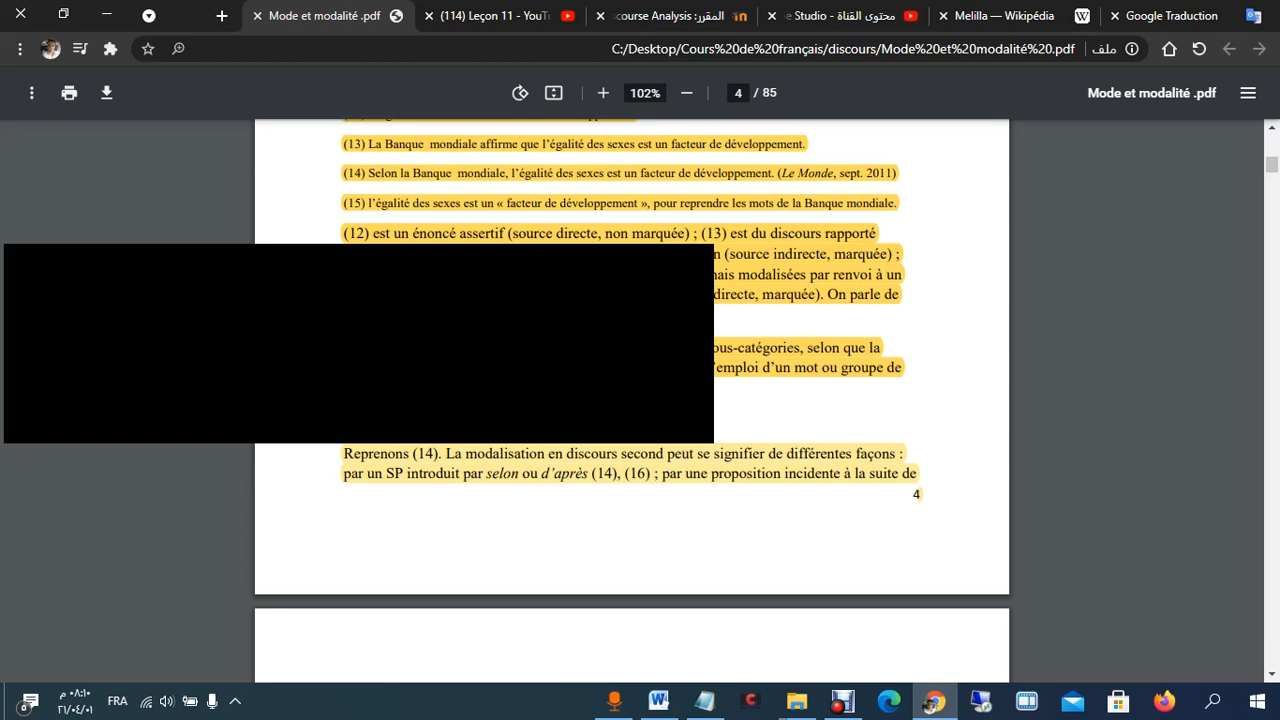 Mode et modalité .pdf
(114) Leçon 11 - YouTu
course Analysis :المقرر
محتوى القناة - e Studio
Melilla — Wikipédia
Google Traduction
C:/Desktop/Cours%20de%20français/discours/Mode%20et%20modalité%20.pdf
ملف
102%
4 / 85
Mode et modalité .pdf
(13) La Banque mondiale affirme que l’égalité des sexes est un facteur de développement.
(14) Selon la Banque mondiale, l’égalité des sexes est un facteur de développement. (Le Monde, sept. 2011)
(15) l’égalité des sexes est un « facteur de développement », pour reprendre les mots de la Banque mondiale.
(12) est un énoncé assertif (source directe, non marquée) ; (13) est du discours rapporté
n (source indirecte, marquée) ;
nais modalisées par renvoi à un
directe, marquée). On parle de
ous-catégories, selon que la
’emploi d’un mot ou groupe de
Reprenons (14). La modalisation en discours second peut se signifier de différentes façons :
par un SP introduit par selon ou d’après (14), (16) ; par une proposition incidente à la suite de
4
FRA